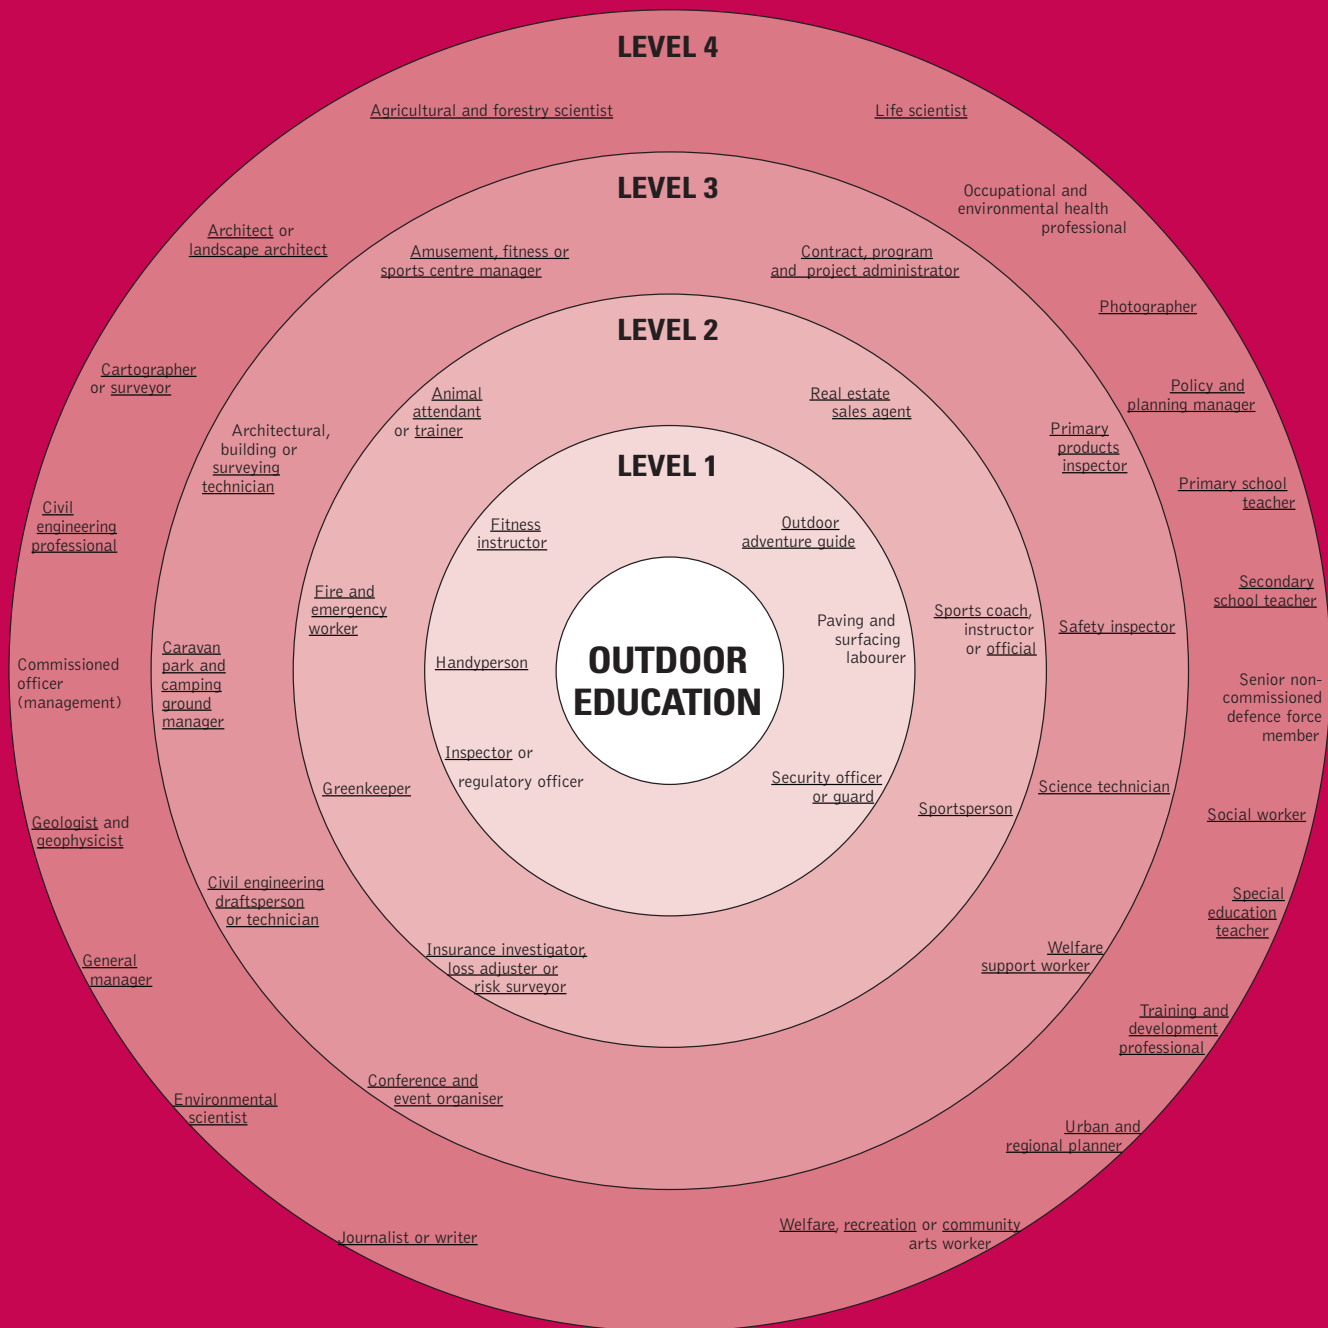 LEVEL 4
Agricultural and forestry scientist
Life scientist
Occupational and
environmental health
professional
Architect or
landscape architect
Photographer
Cartographer
or surveyor
Policy and
planning manager
Primary school
teacher
Civil
engineering
professional
Secondary
school teacher
Commissioned
officer
(management)
Senior non-
commissioned
defence force
member
Geologist and
geophysicist
Social worker
Special
education
teacher
General
manager
Training and
development
professional
Environmental
scientist
Urban and
regional planner
Journalist or writer
Welfare, recreation or community
arts worker
LEVEL 3
Amusement, fitness or
sports centre manager
Contract, program
and project administrator
Architectural,
building or
surveying
technician
Primary
products
inspector
Caravan
park and
camping
ground
manager
Safety inspector
Science technician
Civil engineering
draftsperson
or technician
Welfare
support worker
Conference and
event organiser
LEVEL 2
Animal
attendant
or trainer
Real estate
sales agent
Fire and
emergency
worker
Sports coach,
instructor
or official
Greenkeeper
Sportsperson
Insurance investigator,
loss adjuster or
risk surveyor
LEVEL 1
Fitness
instructor
Outdoor
adventure guide
Handyperson
Paving and
surfacing
labourer
Inspector or
regulatory officer
Security officer
or guard
OUTDOOR
EDUCATION